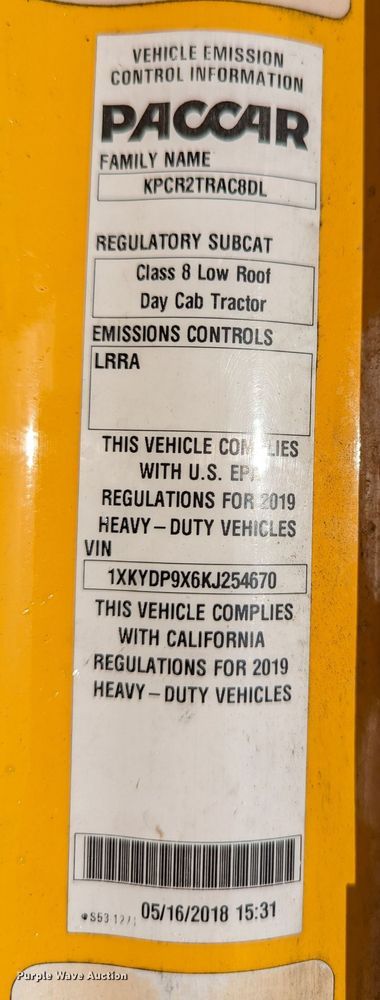 VEHICLE EMISSION
CONTROL INFORMATION
PACCAR
FAMILY NAME
KPCR2TRAC8DL
REGULATORY SUBCAT
Class 8 Low Roof
Day Cab Tractor
EMISSIONS CONTROLS
LRRA
THIS VEHICLE COMPLIES
WITH U.S. EPA
REGULATIONS FOR 2019
HEAVY-DUTY VEHICLES
VIN
1XKYDP9X6KJ254670
THIS VEHICLE COMPLIES
WITH CALIFORNIA
REGULATIONS FOR 2019
HEAVY-DUTY VEHICLES
05/16/2018 15:31
Purple Wave Auction